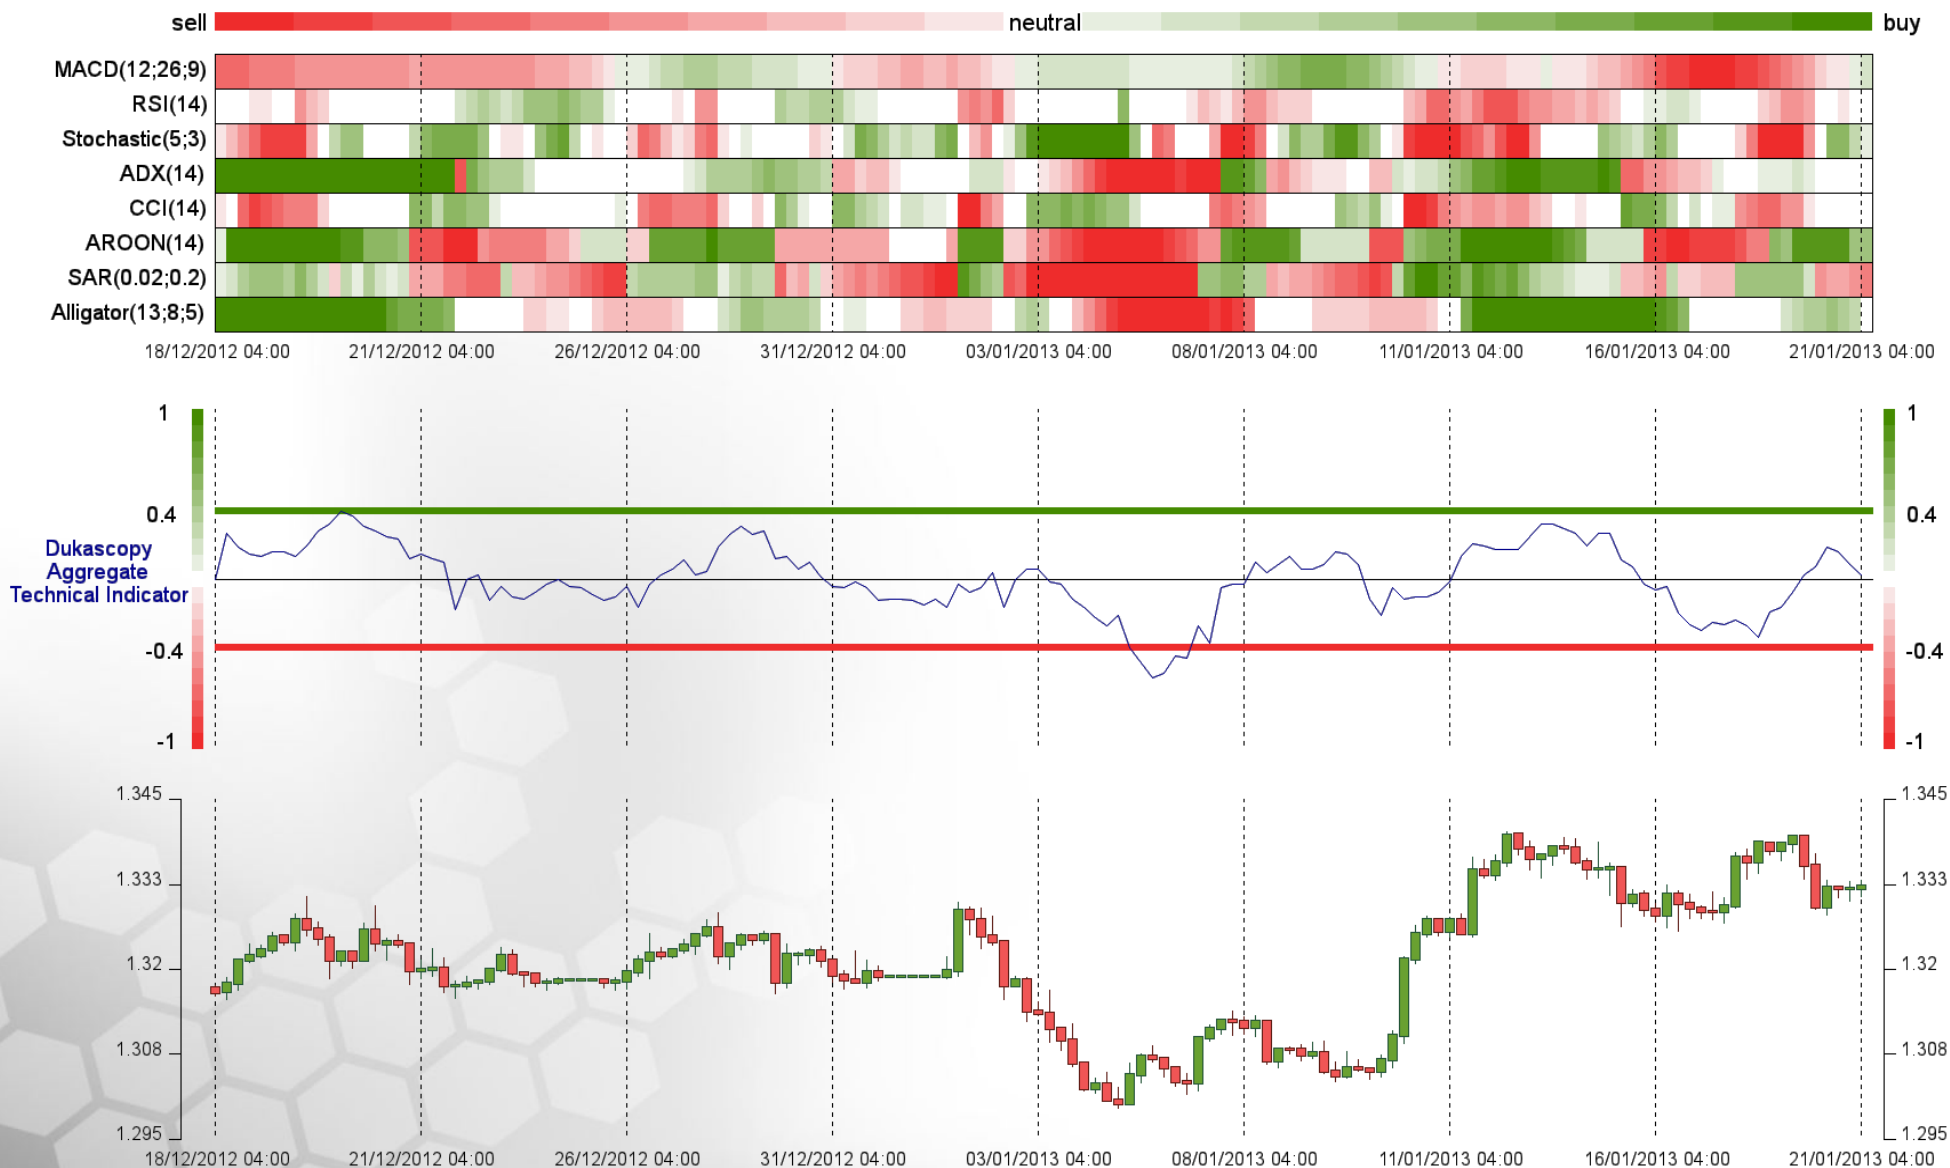 sell neutral buy
MACD(12;26;9)
RSI(14)
Stochastic(5;3)
ADX(14)
CCI(14)
AROON(14)
SAR(0.02;0.2)
Alligator(13;8;5)
18/12/2012 04:00 21/12/2012 04:00 26/12/2012 04:00 31/12/2012 04:00 03/01/2013 04:00 08/01/2013 04:00 11/01/2013 04:00 16/01/2013 04:00 21/01/2013 04:00
1 1
0.4 0.4
Dukascopy
Aggregate
Technical Indicator
-0.4 -0.4
-1 -1
1.345 1.345
1.333 1.333
1.32 1.32
1.308 1.308
1.295 1.295
18/12/2012 04:00 21/12/2012 04:00 26/12/2012 04:00 31/12/2012 04:00 03/01/2013 04:00 08/01/2013 04:00 11/01/2013 04:00 16/01/2013 04:00 21/01/2013 04:00